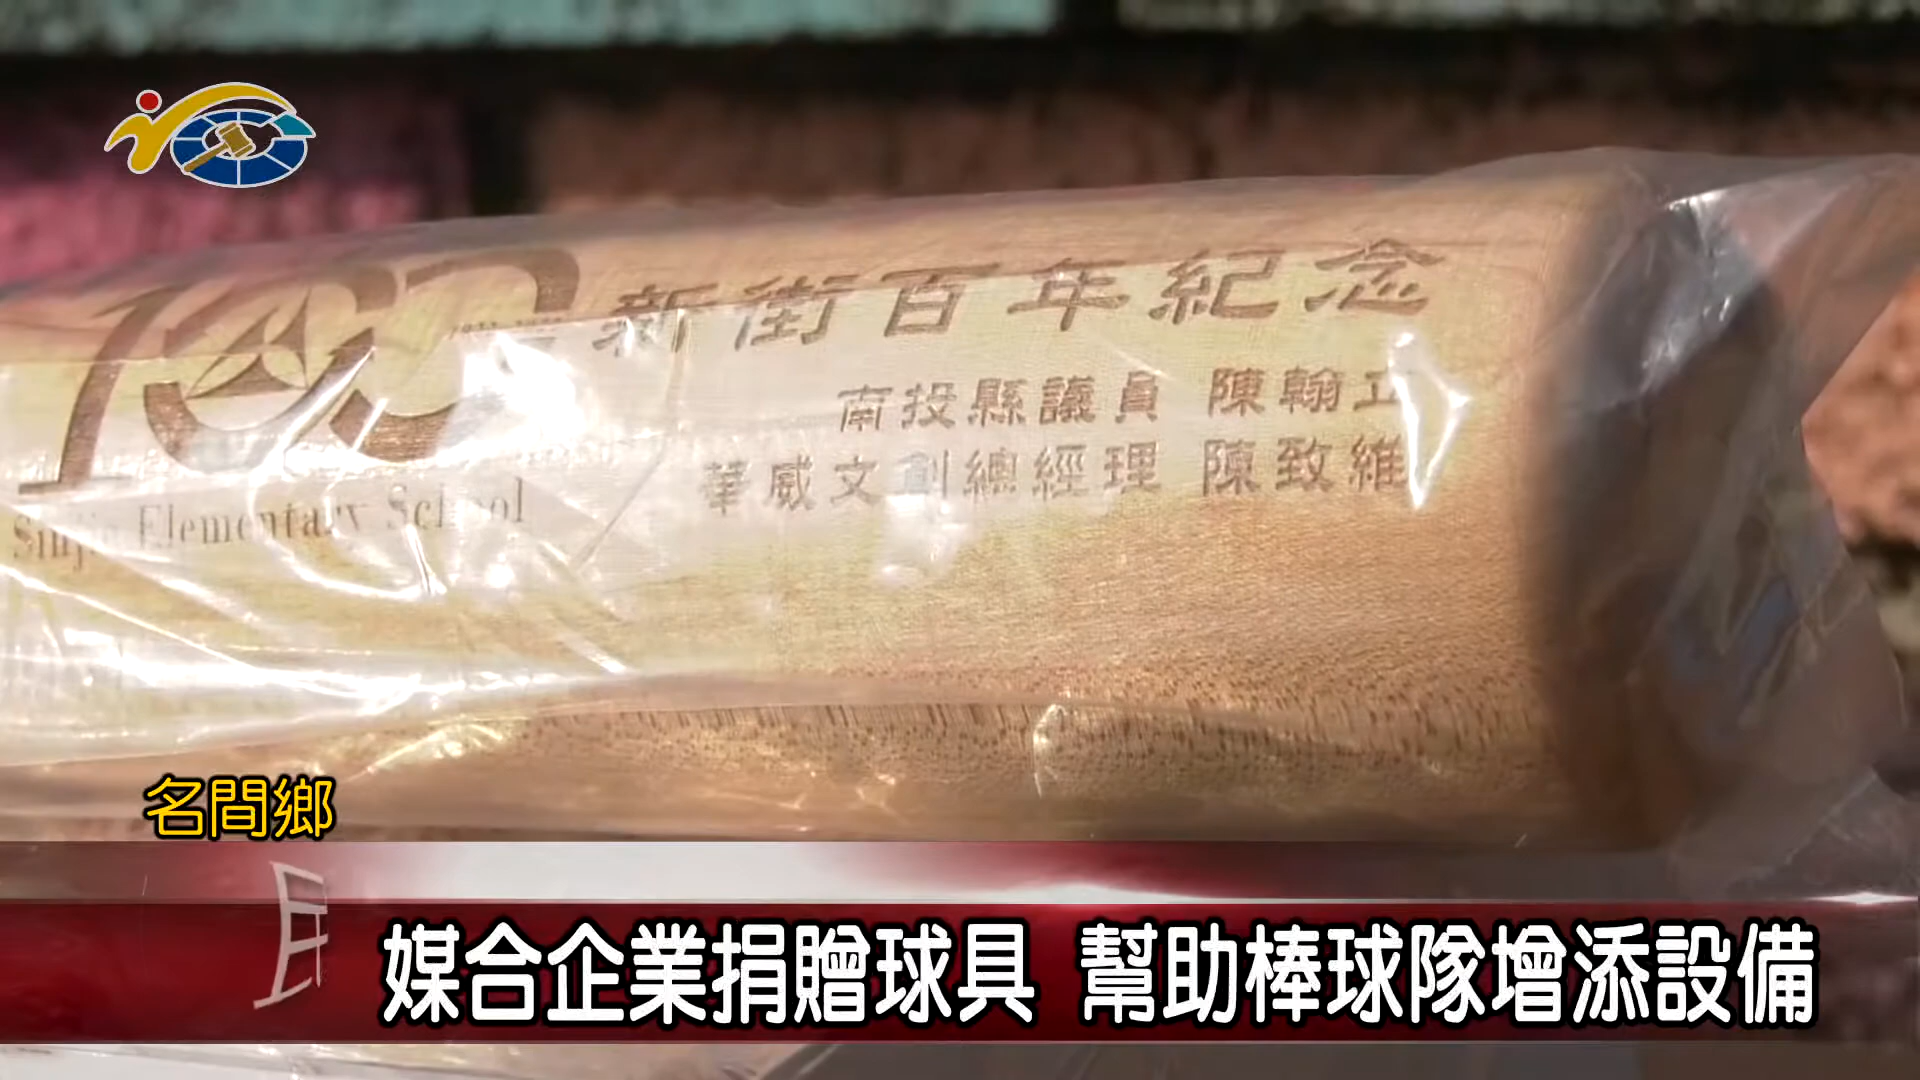 100
新街百年紀念
南投縣議員 陳翰立
華威文創總經理 陳致維
Sinjie Elementary School
名間鄉
媒合企業捐贈球具 幫助棒球隊增添設備